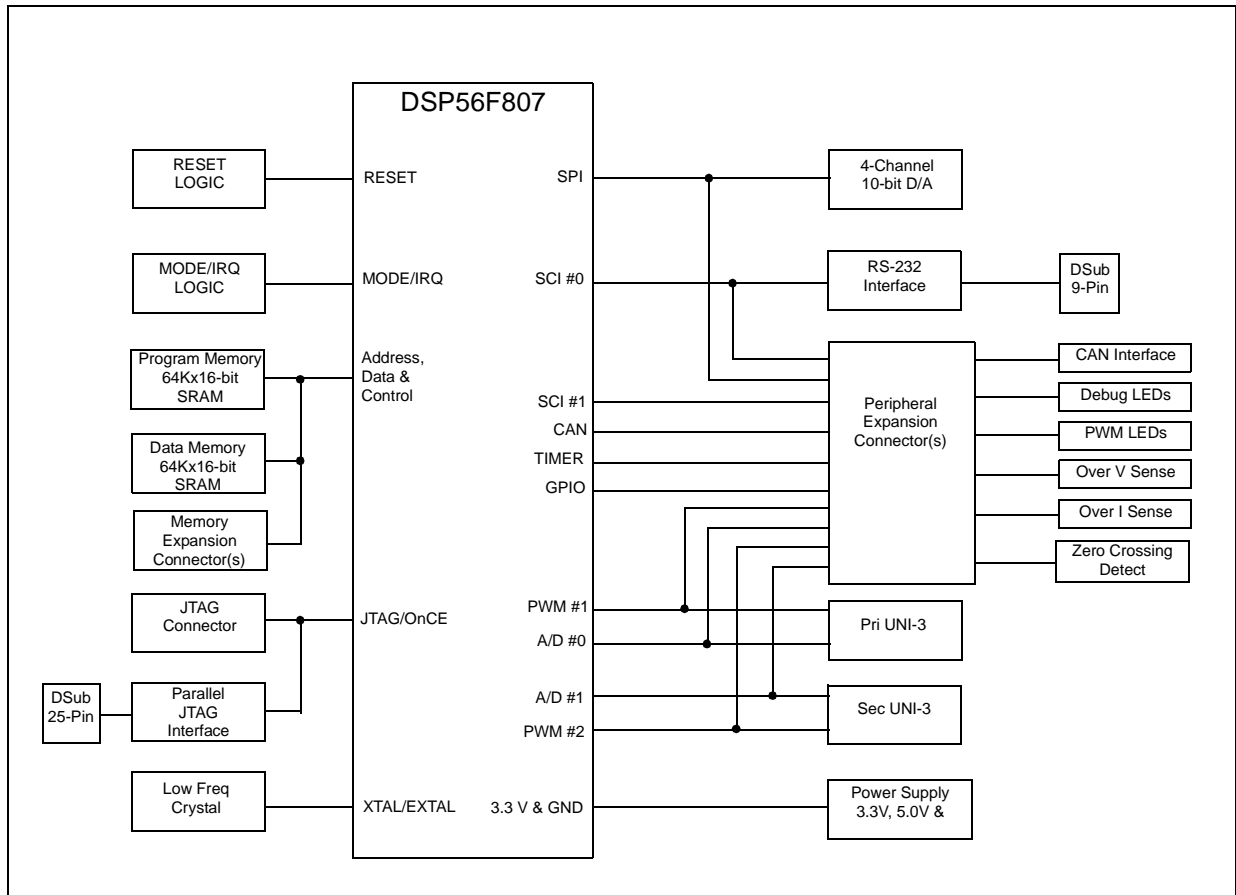 DSP56F807
RESET
LOGIC
RESET
SPI
4-Channel
10-bit D/A
MODE/IRQ
LOGIC
MODE/IRQ
SCI #0
RS-232
Interface
DSub
9-Pin
Program Memory
64Kx16-bit
SRAM
Address,
Data &
Control
Data Memory
64Kx16-bit
SRAM
Memory
Expansion
Connector(s)
SCI #1
CAN
TIMER
GPIO
Peripheral
Expansion
Connector(s)
CAN Interface
Debug LEDs
PWM LEDs
Over V Sense
Over I Sense
Zero Crossing
Detect
JTAG
Connector
JTAG/OnCE
PWM #1
A/D #0
Pri UNI-3
DSub
25-Pin
Parallel
JTAG
Interface
A/D #1
PWM #2
Sec UNI-3
Low Freq
Crystal
XTAL/EXTAL
3.3 V & GND
Power Supply
3.3V, 5.0V &